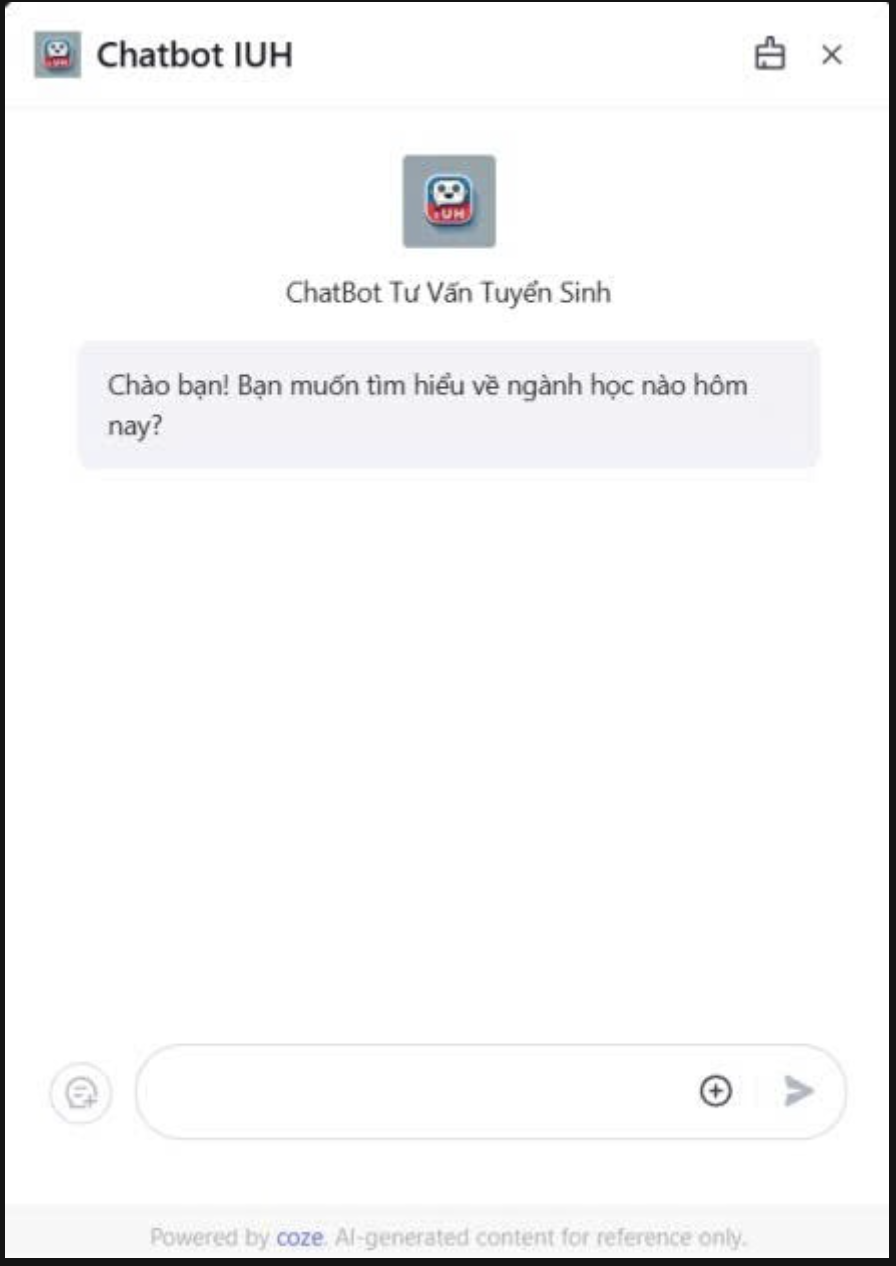 Chatbot IUH
IUH
ChatBot Tư Vấn Tuyển Sinh
Chào bạn! Bạn muốn tìm hiểu về ngành học nào hôm
nay?
Powered by coze. AI-generated content for reference only.